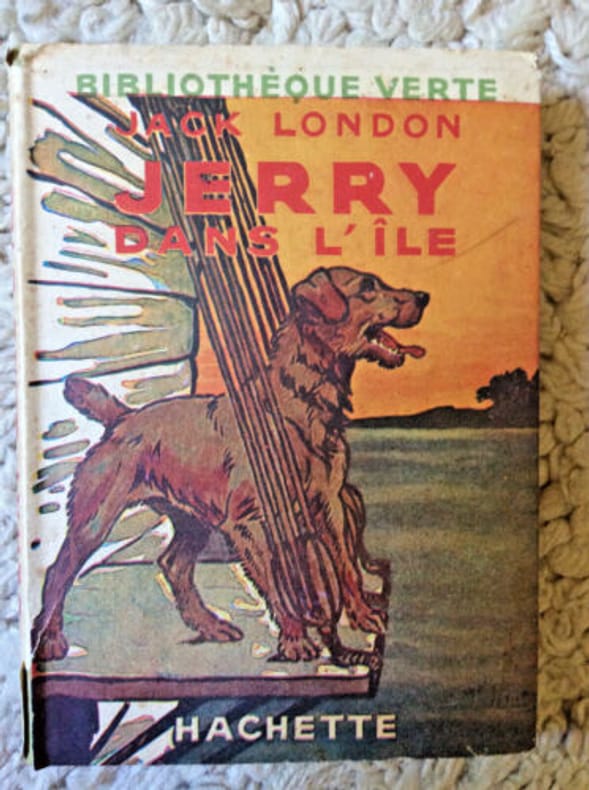 BIBLIOTHÈQUE VERTE
JACK LONDON
JERRY
DANS L'ÎLE
HACHETTE